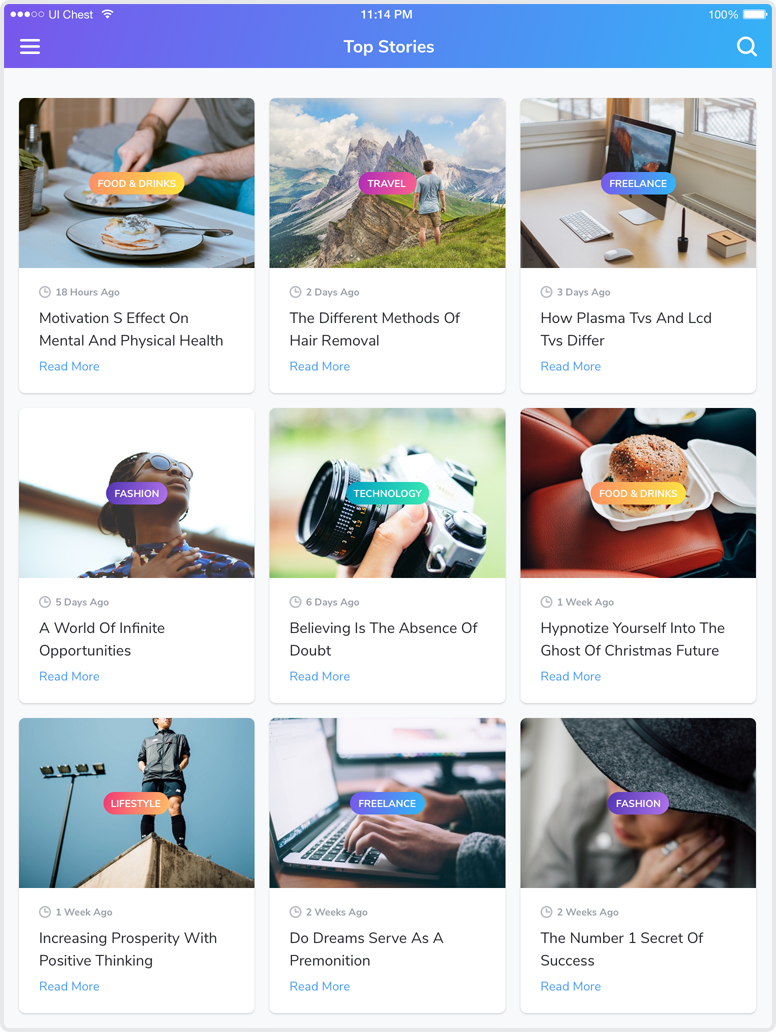 UI Chest
11:14 PM
100%
Top Stories
FOOD & DRINKS
TRAVEL
FREELANCE
18 Hours Ago
2 Days Ago
3 Days Ago
Motivation S Effect On
Mental And Physical Health
Read More
The Different Methods Of
Hair Removal
Read More
How Plasma Tvs And Lcd
Tvs Differ
Read More
FASHION
TECHNOLOGY
FOOD & DRINKS
5 Days Ago
6 Days Ago
1 Week Ago
A World Of Infinite
Opportunities
Read More
Believing Is The Absence Of
Doubt
Read More
Hypnotize Yourself Into The
Ghost Of Christmas Future
Read More
LIFESTYLE
FREELANCE
FASHION
1 Week Ago
2 Weeks Ago
2 Weeks Ago
Increasing Prosperity With
Positive Thinking
Read More
Do Dreams Serve As A
Premonition
Read More
The Number 1 Secret Of
Success
Read More